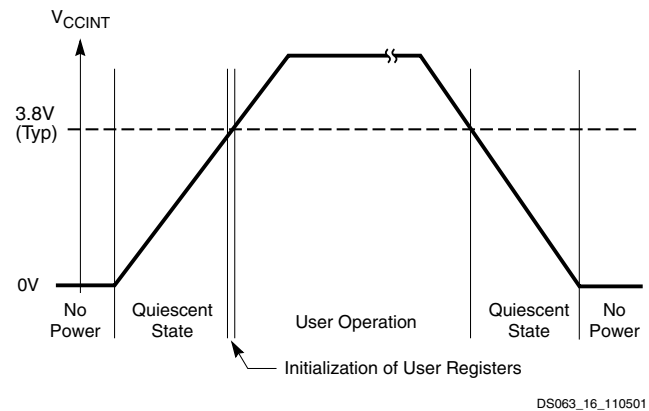 VCCINT
3.8V
(Typ)
0V
No
Power
Quiescent
State
User Operation
Quiescent
State
No
Power
Initialization of User Registers
DS063_16_110501